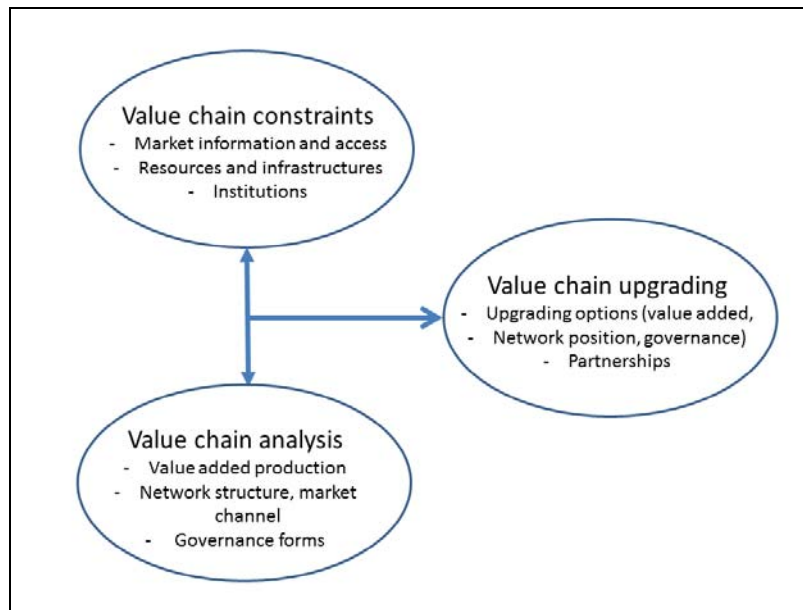 Value chain constraints
- Market information and access
- Resources and infrastructures
- Institutions
Value chain upgrading
- Upgrading options (value added,
- Network position, governance)
- Partnerships
Value chain analysis
- Value added production
- Network structure, market
channel
- Governance forms